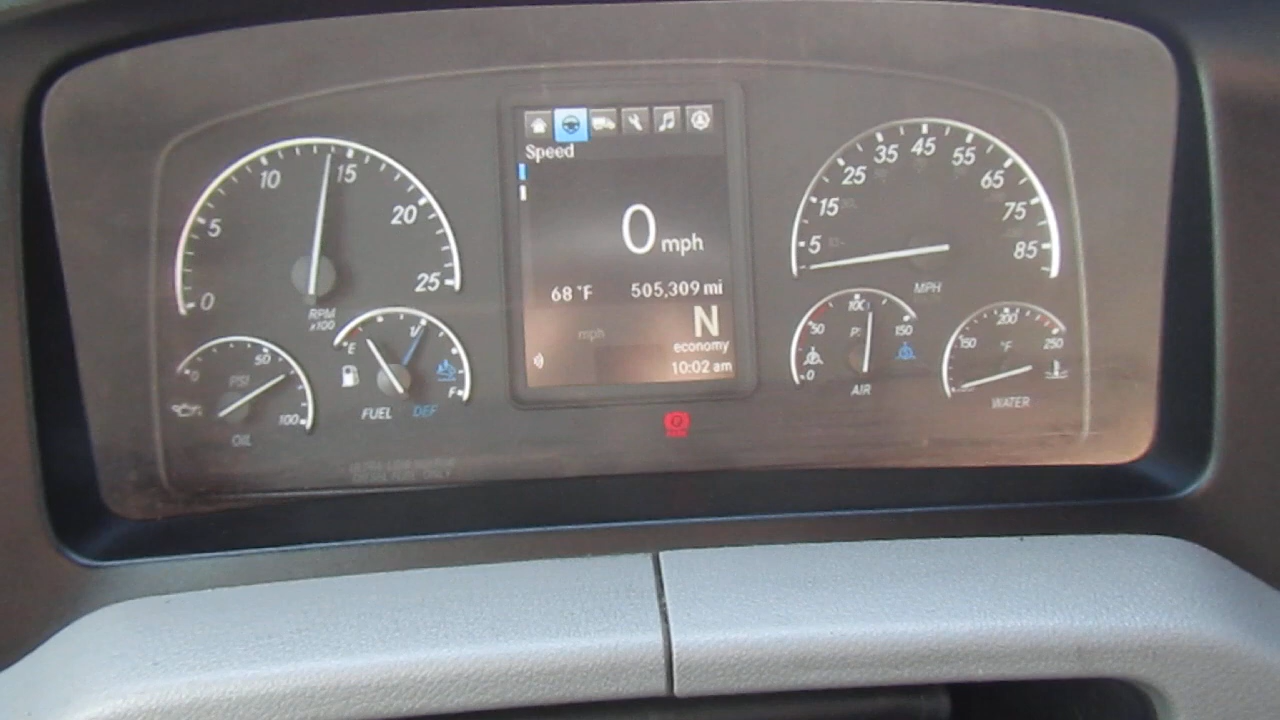 Speed
0 mph
68 °F 505,309 mi
mph
N
economy
10:02 am
0
5
10
15
20
25
RPM
x100
0
50
100
PSI
OIL
E
1/
F
FUEL DEF
5
15
25
35
45
55
65
75
85
MPH
0
50
100
150
AIR
150
200
250
°F
WATER